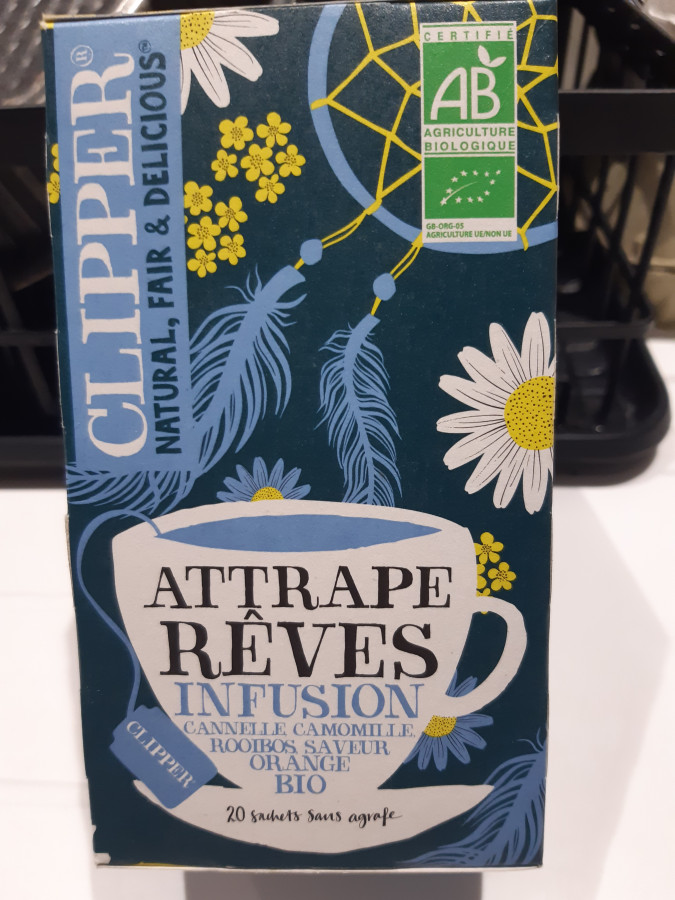 CLIPPER®
NATURAL, FAIR & DELICIOUS®
CERTIFIÉ
AB
AGRICULTURE
BIOLOGIQUE
GB-ORG-05
AGRICULTURE UE/NON UE
ATTRAPE
RÊVES
INFUSION
CANNELLE, CAMOMILLE,
ROOIBOS, SAVEUR
ORANGE
BIO
CLIPPER
20 sachets sans agrafe